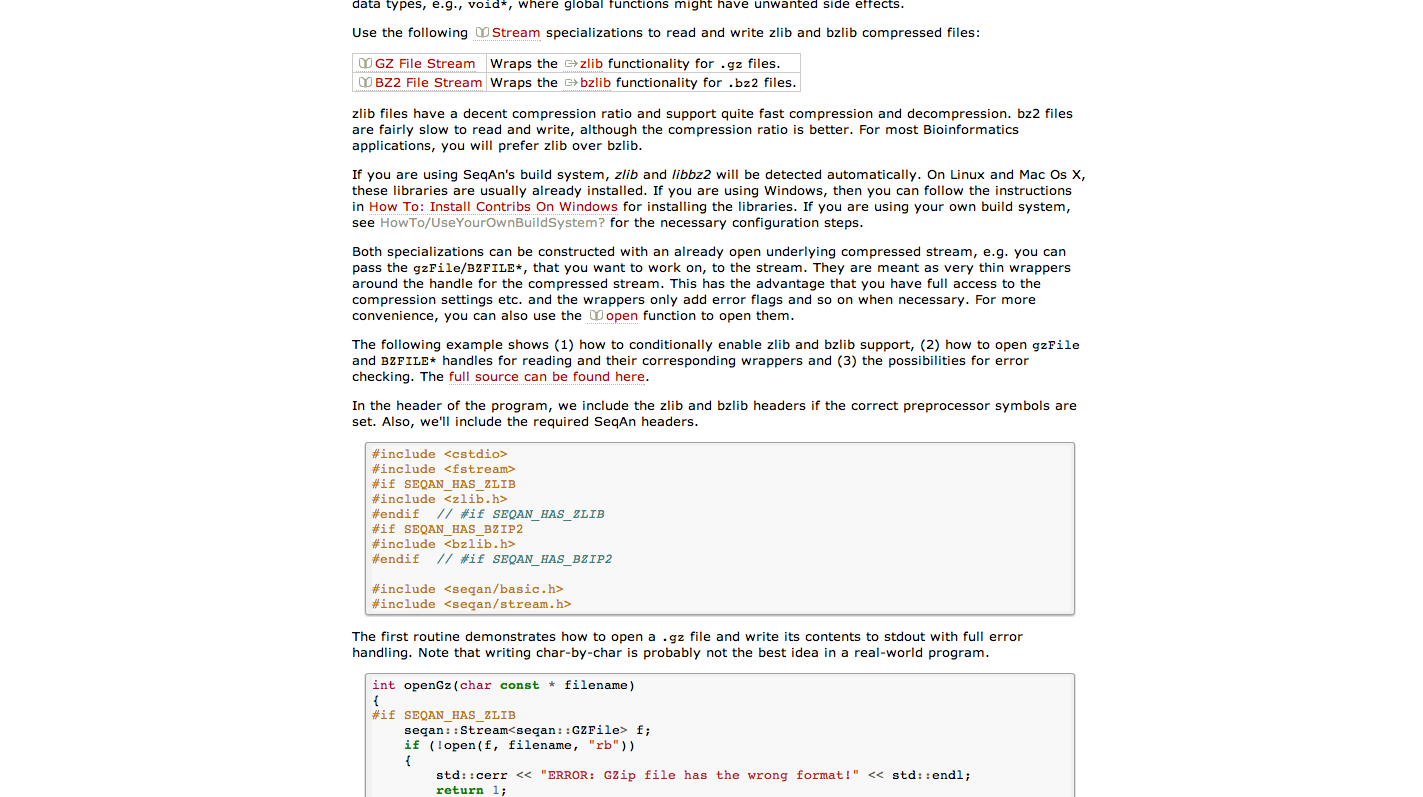 data types, e.g., void*, where global functions might have unwanted side effects.
Use the following Stream specializations to read and write zlib and bzlib compressed files:
GZ File Stream Wraps the zlib functionality for .gz files.
BZ2 File Stream Wraps the bzlib functionality for .bz2 files.
zlib files have a decent compression ratio and support quite fast compression and decompression. bz2 files
are fairly slow to read and write, although the compression ratio is better. For most Bioinformatics
applications, you will prefer zlib over bzlib.
If you are using SeqAn's build system, zlib and libbz2 will be detected automatically. On Linux and Mac Os X,
these libraries are usually already installed. If you are using Windows, then you can follow the instructions
in How To: Install Contribs On Windows for installing the libraries. If you are using your own build system,
see HowTo/UseYourOwnBuildSystem? for the necessary configuration steps.
Both specializations can be constructed with an already open underlying compressed stream, e.g. you can
pass the gzFile/BZFILE*, that you want to work on, to the stream. They are meant as very thin wrappers
around the handle for the compressed stream. This has the advantage that you have full access to the
compression settings etc. and the wrappers only add error flags and so on when necessary. For more
convenience, you can also use the open function to open them.
The following example shows (1) how to conditionally enable zlib and bzlib support, (2) how to open gzFile
and BZFILE* handles for reading and their corresponding wrappers and (3) the possibilities for error
checking. The full source can be found here.
In the header of the program, we include the zlib and bzlib headers if the correct preprocessor symbols are
set. Also, we'll include the required SeqAn headers.
#include <cstdio>
#include <fstream>
#if SEQAN_HAS_ZLIB
#include <zlib.h>
#endif  // #if SEQAN_HAS_ZLIB
#if SEQAN_HAS_BZIP2
#include <bzlib.h>
#endif  // #if SEQAN_HAS_BZIP2
#include <seqan/basic.h>
#include <seqan/stream.h>
The first routine demonstrates how to open a .gz file and write its contents to stdout with full error
handling. Note that writing char-by-char is probably not the best idea in a real-world program.
int openGz(char const * filename)
{
#if SEQAN_HAS_ZLIB
    seqan::Stream<seqan::GZFile> f;
    if (!open(f, filename, "rb"))
    {
        std::cerr << "ERROR: GZip file has the wrong format!" << std::endl;
        return 1;